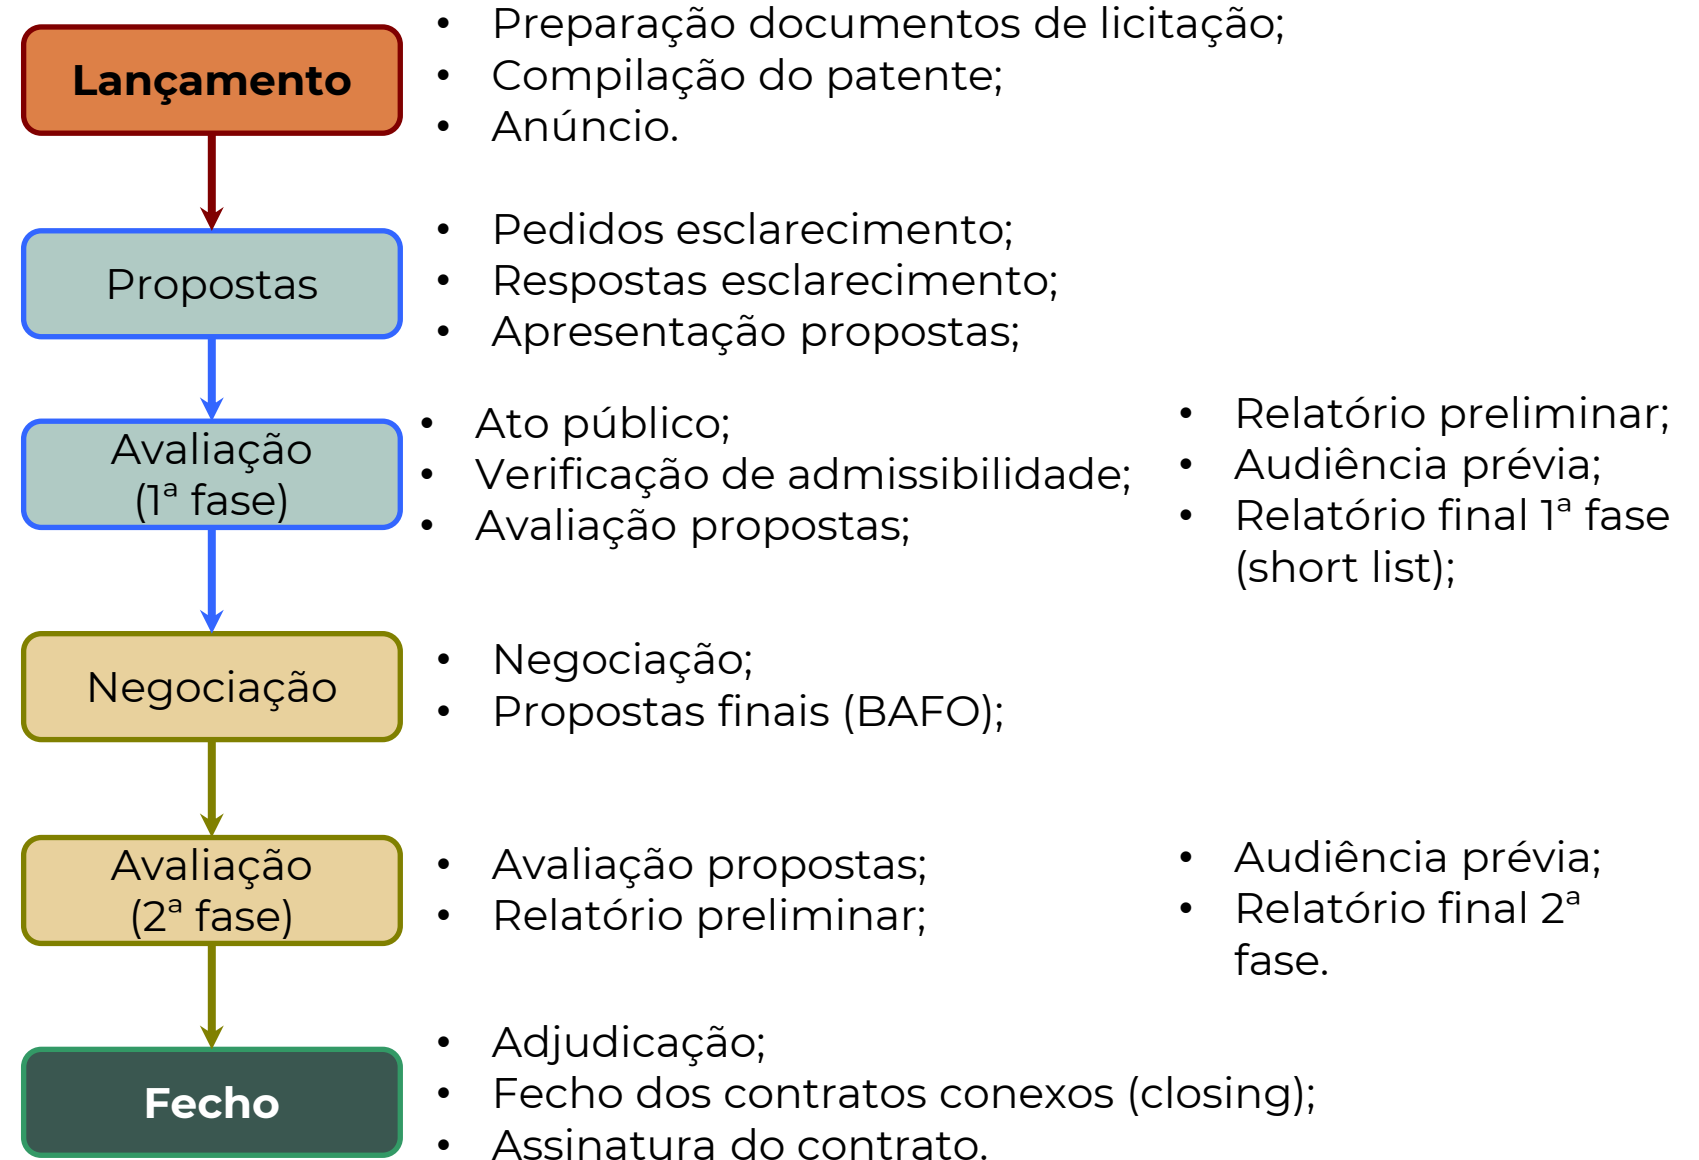 Lançamento
• Preparação documentos de licitação;
• Compilação do patente;
• Anúncio.
Propostas
• Pedidos esclarecimento;
• Respostas esclarecimento;
• Apresentação propostas;
Avaliação
(1ª fase)
• Ato público;
• Verificação de admissibilidade;
• Avaliação propostas;
• Relatório preliminar;
• Audiência prévia;
• Relatório final 1ª fase
(short list);
Negociação
• Negociação;
• Propostas finais (BAFO);
Avaliação
(2ª fase)
• Avaliação propostas;
• Relatório preliminar;
• Audiência prévia;
• Relatório final 2ª
fase.
Fecho
• Adjudicação;
• Fecho dos contratos conexos (closing);
• Assinatura do contrato.